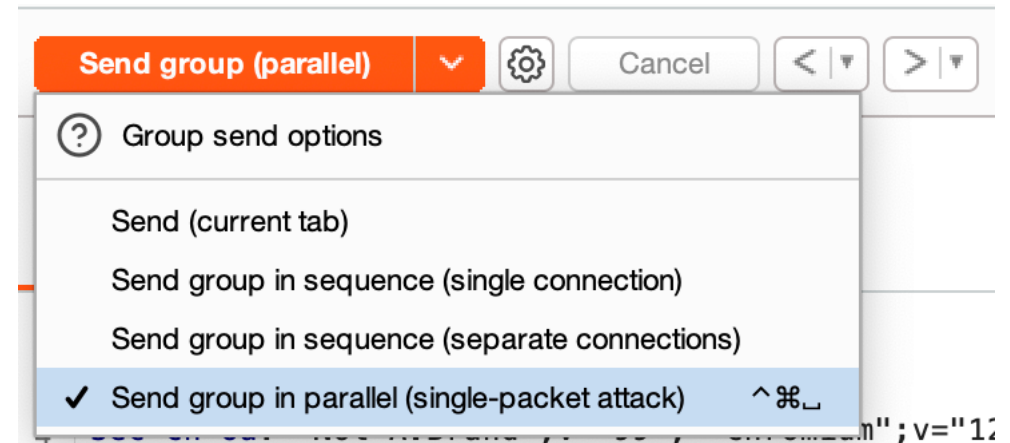 Send group (parallel)
Cancel
< ▼
> ▼
? Group send options
Send (current tab)
Send group in sequence (single connection)
Send group in sequence (separate connections)
✓ Send group in parallel (single-packet attack) ^⌘␣
";v="12